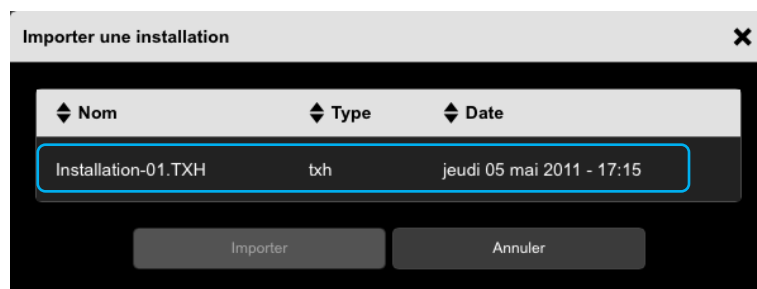 Importer une installation
Nom Type Date
Installation-01.TXH txh jeudi 05 mai 2011 - 17:15
Importer Annuler